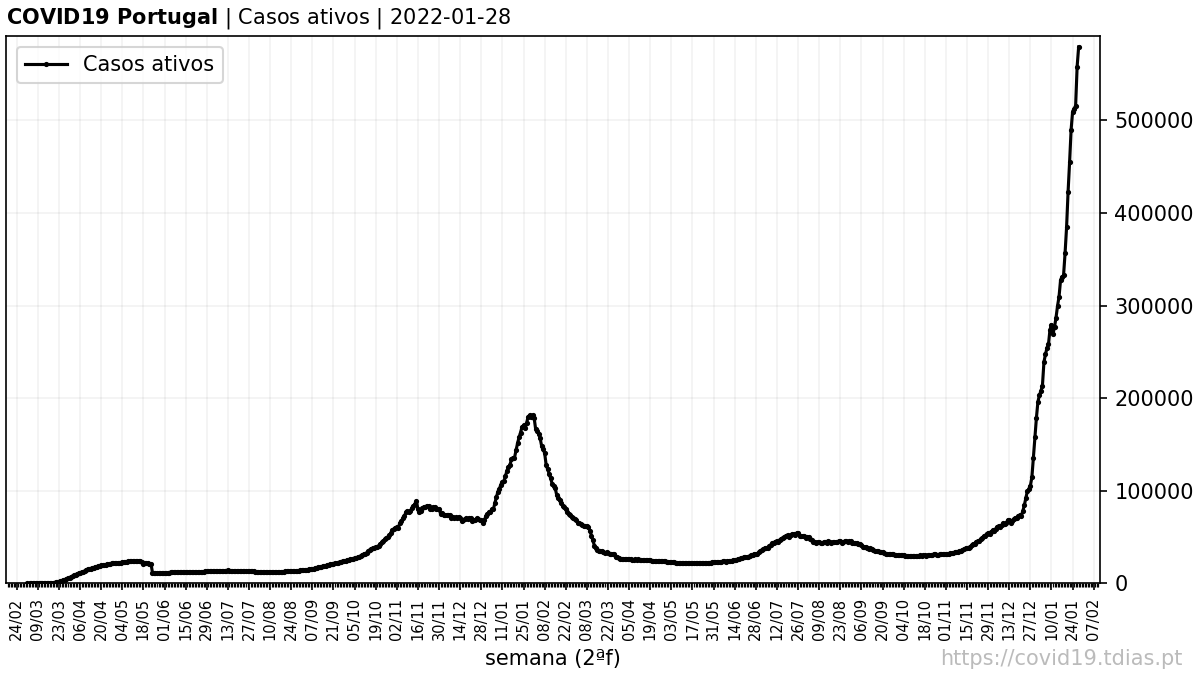 COVID19 Portugal | Casos ativos | 2022-01-28
Casos ativos
500000
400000
300000
200000
100000
0
24/02 09/03 23/03 06/04 20/04 04/05 18/05 01/06 15/06 29/06 13/07 27/07 10/08 24/08 07/09 21/09 05/10 19/10 02/11 16/11 30/11 14/12 28/12 11/01 25/01 08/02 22/02 08/03 22/03 05/04 19/04 03/05 17/05 31/05 14/06 28/06 12/07 26/07 09/08 23/08 06/09 20/09 04/10 18/10 01/11 15/11 29/11 13/12 27/12 10/01 24/01 07/02
semana (2ªf)
https://covid19.tdias.pt